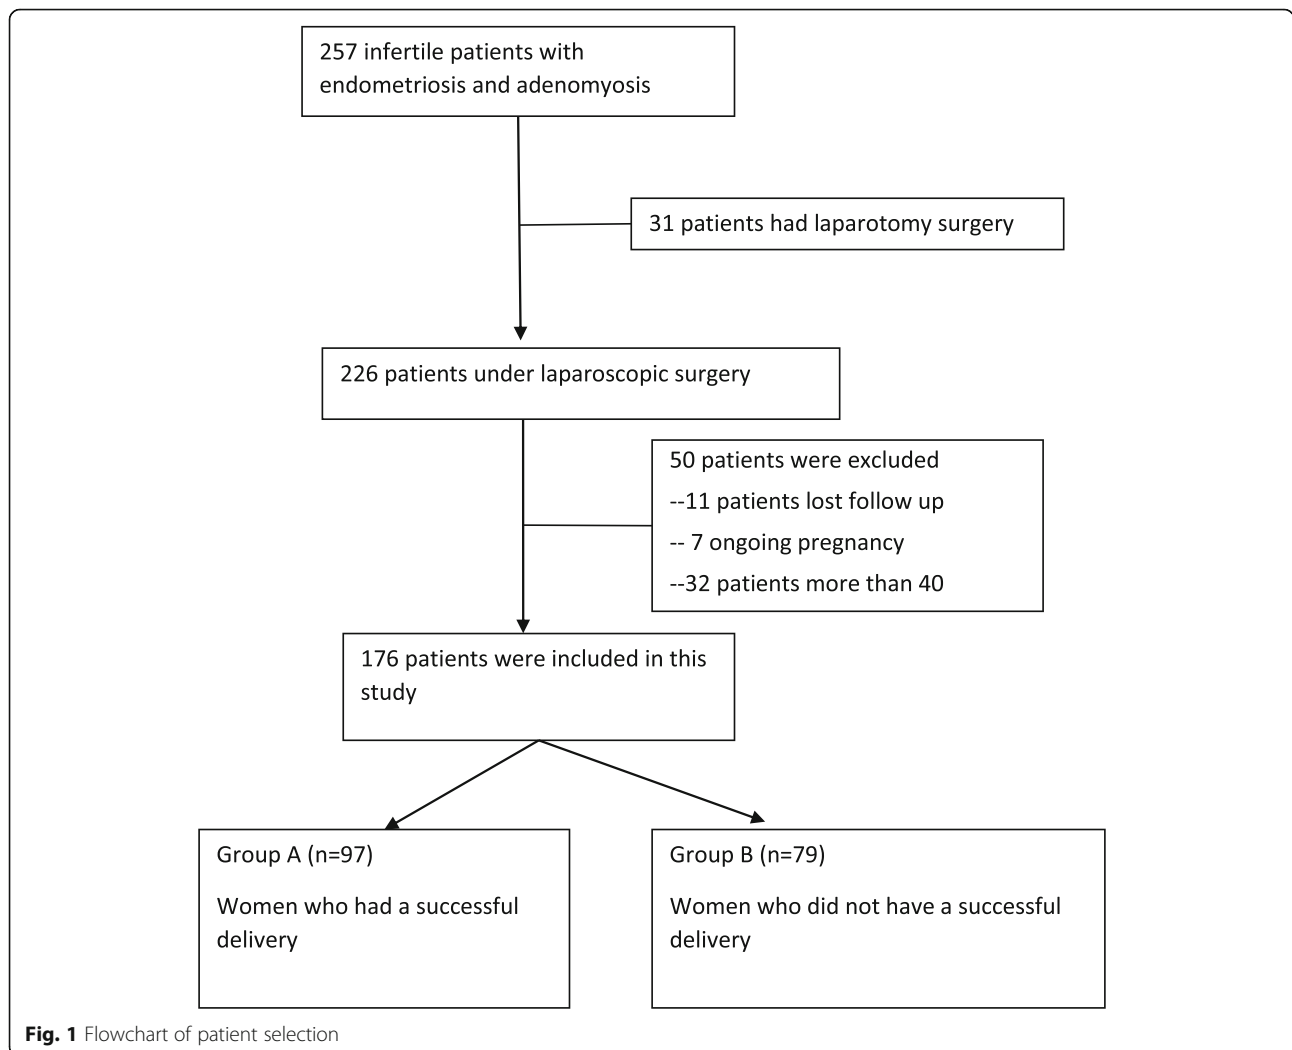 257 infertile patients with
endometriosis and adenomyosis
31 patients had laparotomy surgery
226 patients under laparoscopic surgery
50 patients were excluded
--11 patients lost follow up
-- 7 ongoing pregnancy
--32 patients more than 40
176 patients were included in this
study
Group A (n=97)
Women who had a successful
delivery
Group B (n=79)
Women who did not have a successful
delivery
Fig. 1 Flowchart of patient selection